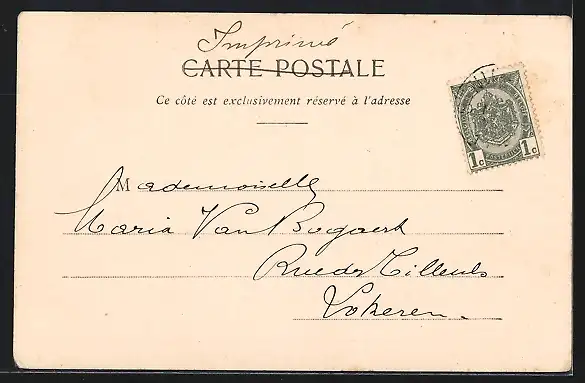 Imprimé
CARTE POSTALE
Ce côté est exclusivement réservé à l'adresse
1c 1c
Mademoiselle
Maria Van Bogaert
Rue des Tilleuls
Lokeren.